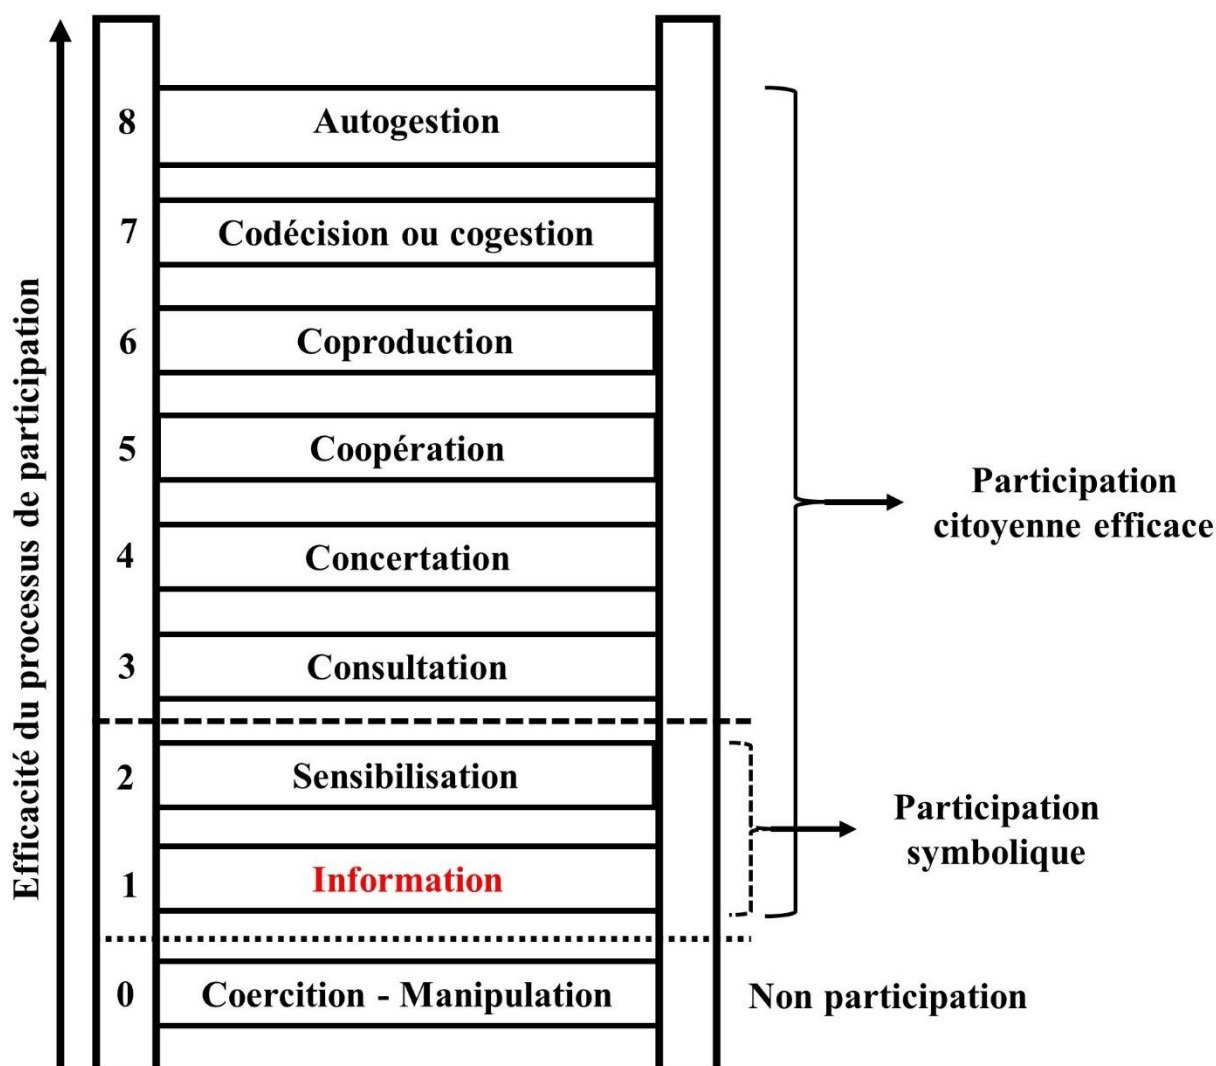 8
Autogestion
7
Codécision ou cogestion
6
Coproduction
5
Coopération
4
Concertation
3
Consultation
2
Sensibilisation
1
Information
0
Coercition - Manipulation
Efficacité du processus de participation
Participation
citoyenne efficace
Participation
symbolique
Non participation